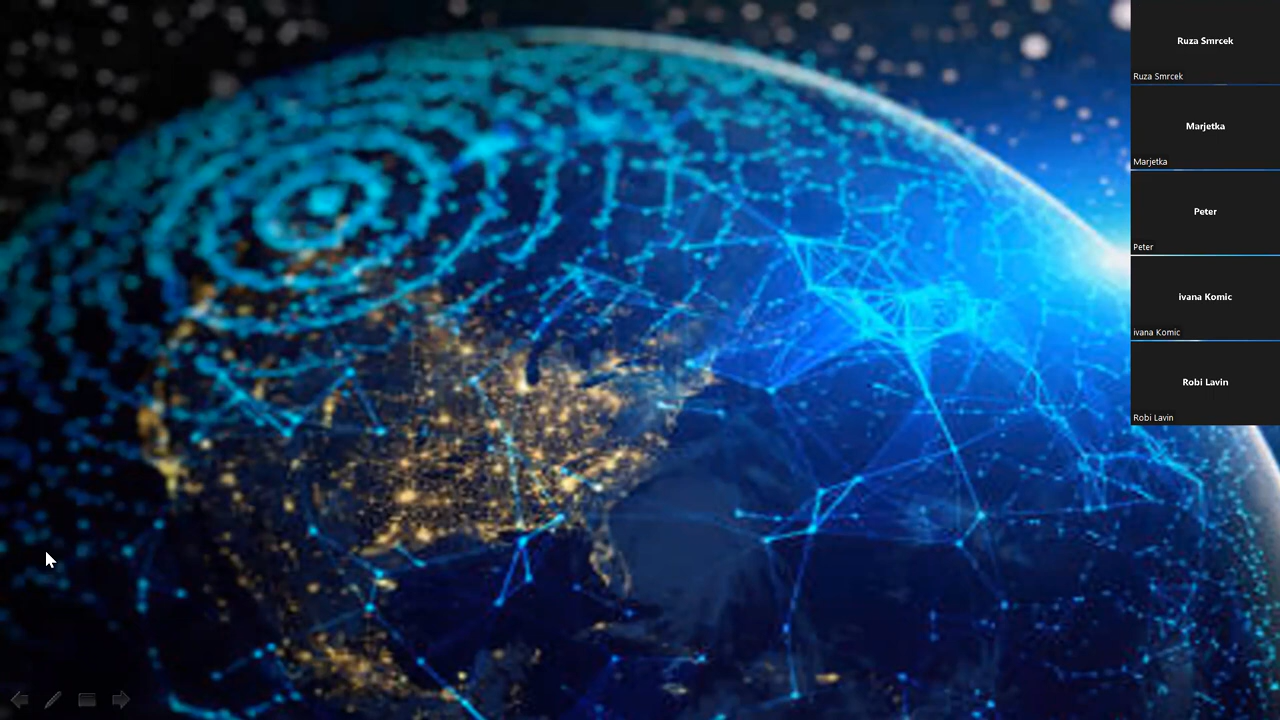 Ruza Smrcek
Ruza Smrcek
Marjetka
Marjetka
Peter
Peter
ivana Komic
ivana Komic
Robi Lavin
Robi Lavin